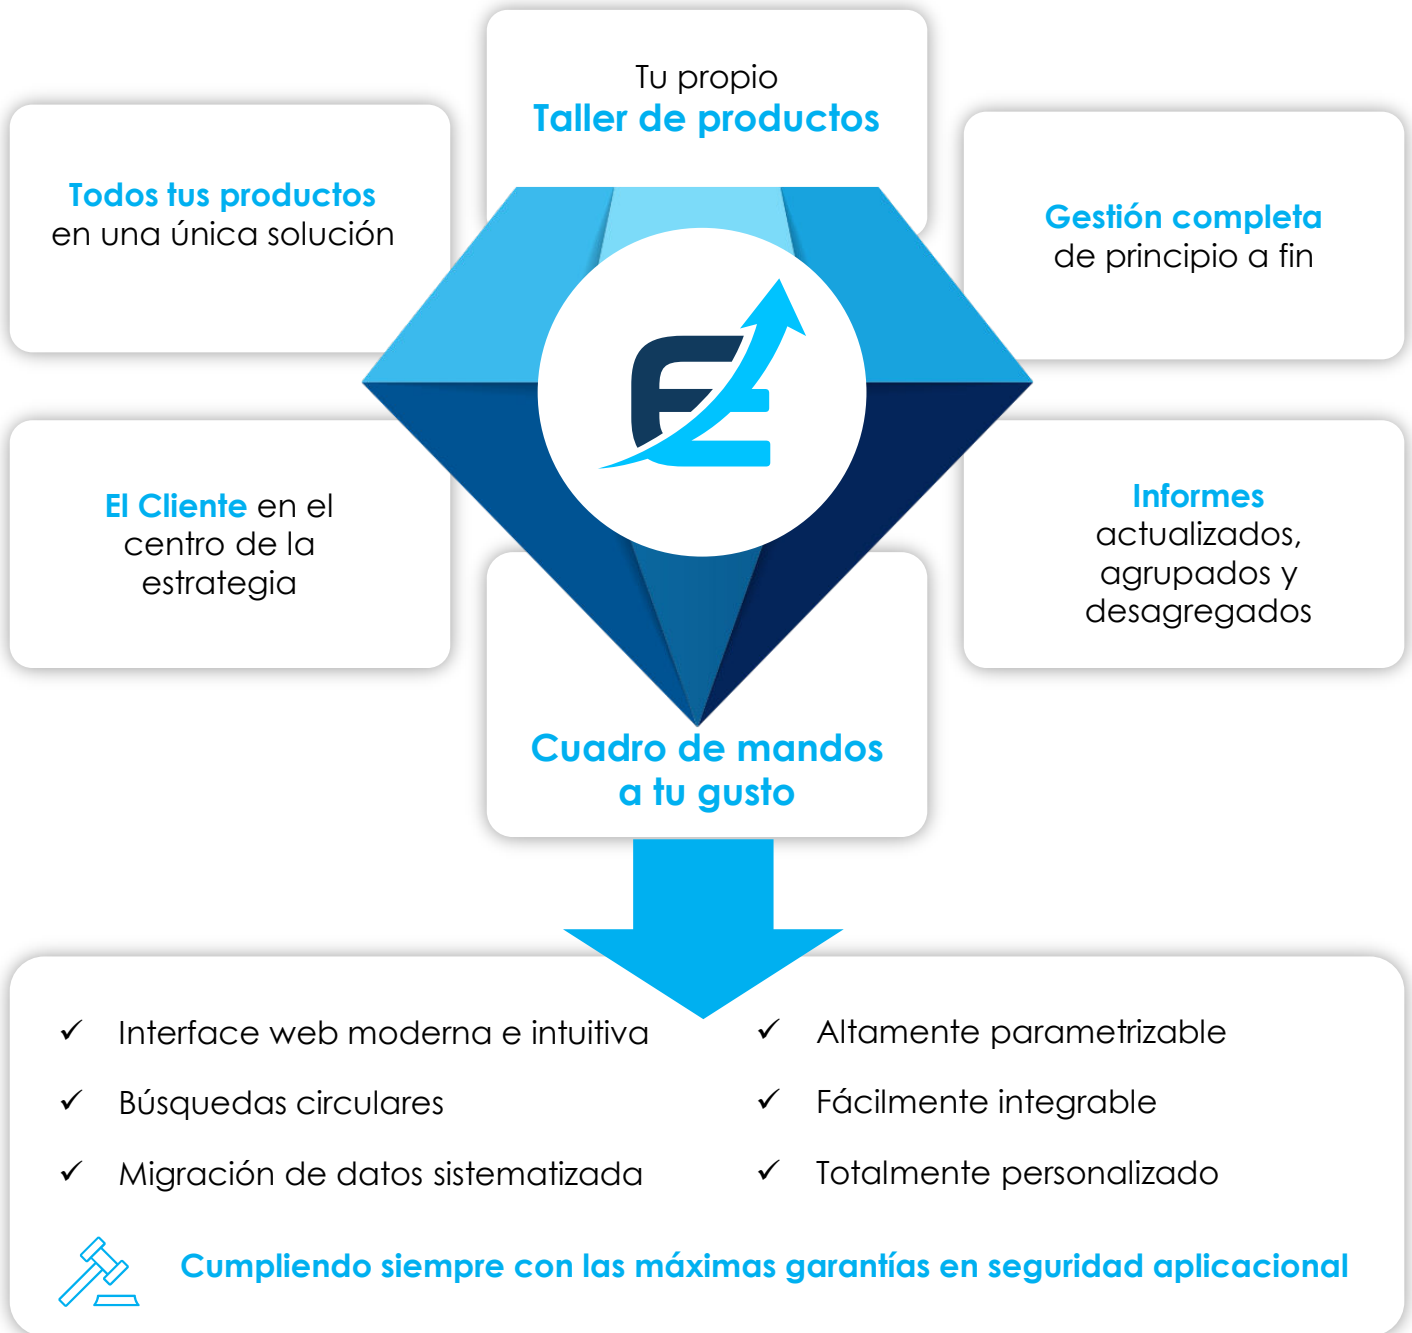 Tu propio
Taller de productos
Todos tus productos
en una única solución
Gestión completa
de principio a fin
El Cliente en el
centro de la
estrategia
Informes
actualizados,
agrupados y
desagregados
Cuadro de mandos
a tu gusto
✓ Interface web moderna e intuitiva
✓ Búsquedas circulares
✓ Migración de datos sistematizada
✓ Altamente parametrizable
✓ Fácilmente integrable
✓ Totalmente personalizado
Cumpliendo siempre con las máximas garantías en seguridad aplicacional